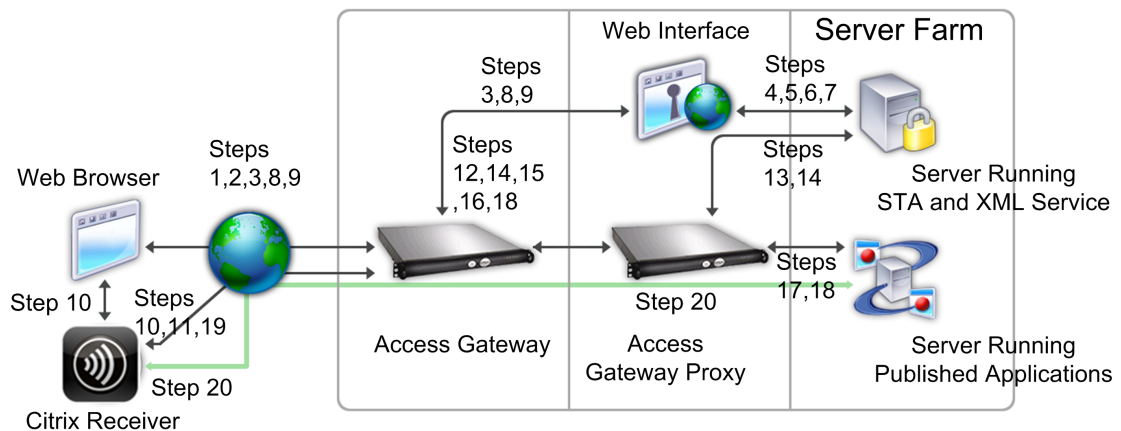 Server Farm
Web Interface
Steps
3,8,9
Steps
4,5,6,7
Steps
1,2,3,8,9
Steps
12,14,15
,16,18
Steps
13,14
Web Browser
Server Running
STA and XML Service
Step 10
Steps
10,11,19
Steps
17,18
Step 20
Access Gateway
Access
Gateway Proxy
Server Running
Published Applications
Step 20
Citrix Receiver